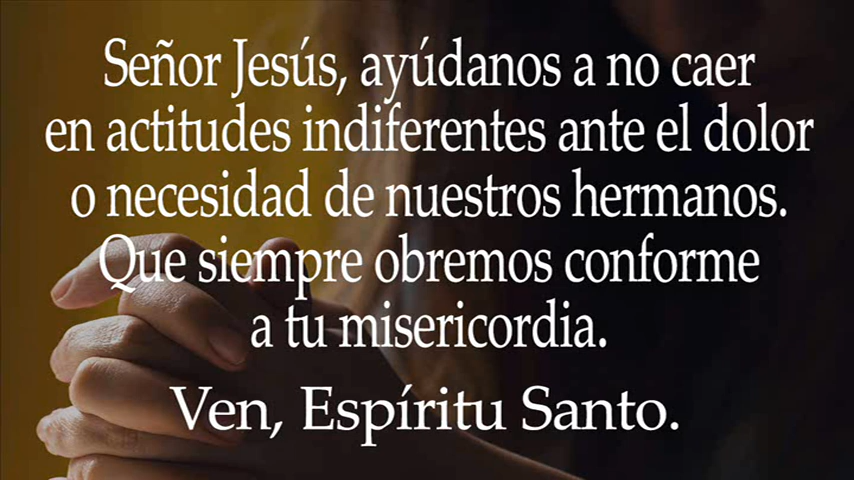 Señor Jesús, ayúdanos a no caer
en actitudes indiferentes ante el dolor
o necesidad de nuestros hermanos.
Que siempre obremos conforme
a tu misericordia.
Ven, Espíritu Santo.